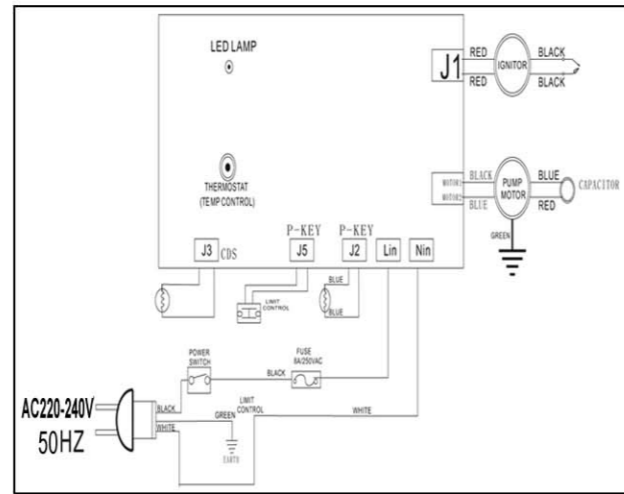 LED LAMP
J1
RED
RED
IGNITOR
BLACK
BLACK
THERMOSTAT
(TEMP CONTROL)
MOTOR1
MOTOR2
BLACK
BLUE
PUMP
MOTOR
BLUE
RED
CAPACITOR
GREEN
J3
CDS
P-KEY
J5
P-KEY
J2
Lin
Nin
LIMIT
CONTROL
BLUE
BLUE
POWER
SWITCH
BLACK
FUSE
8A/250VAC
AC220-240V
50HZ
BLACK
GREEN
WHITE
EARTH
LIMIT
CONTROL
WHITE